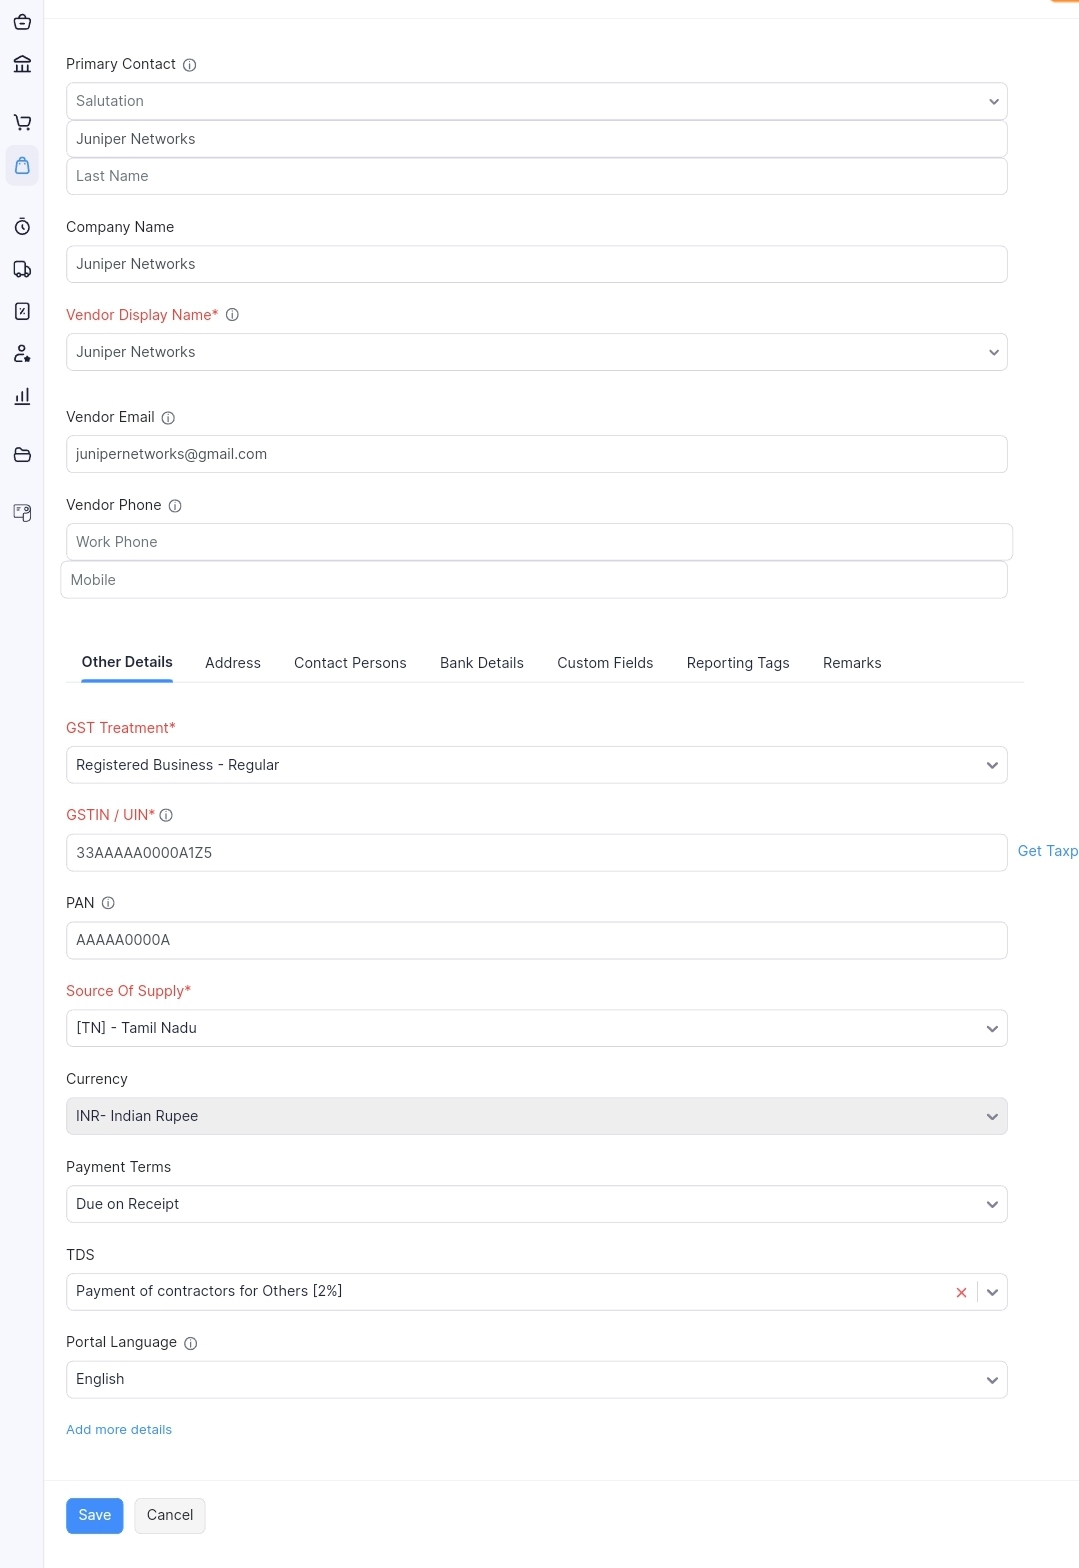 Primary Contact
Salutation
Juniper Networks
Last Name
Company Name
Juniper Networks
Vendor Display Name*
Juniper Networks
Vendor Email
junipernetworks@gmail.com
Vendor Phone
Work Phone
Mobile
Other Details Address Contact Persons Bank Details Custom Fields Reporting Tags Remarks
GST Treatment*
Registered Business - Regular
GSTIN / UIN*
33AAAAA0000A1Z5 Get Taxp
PAN
AAAAA0000A
Source Of Supply*
[TN] - Tamil Nadu
Currency
INR- Indian Rupee
Payment Terms
Due on Receipt
TDS
Payment of contractors for Others [2%]
Portal Language
English
Add more details
Save Cancel